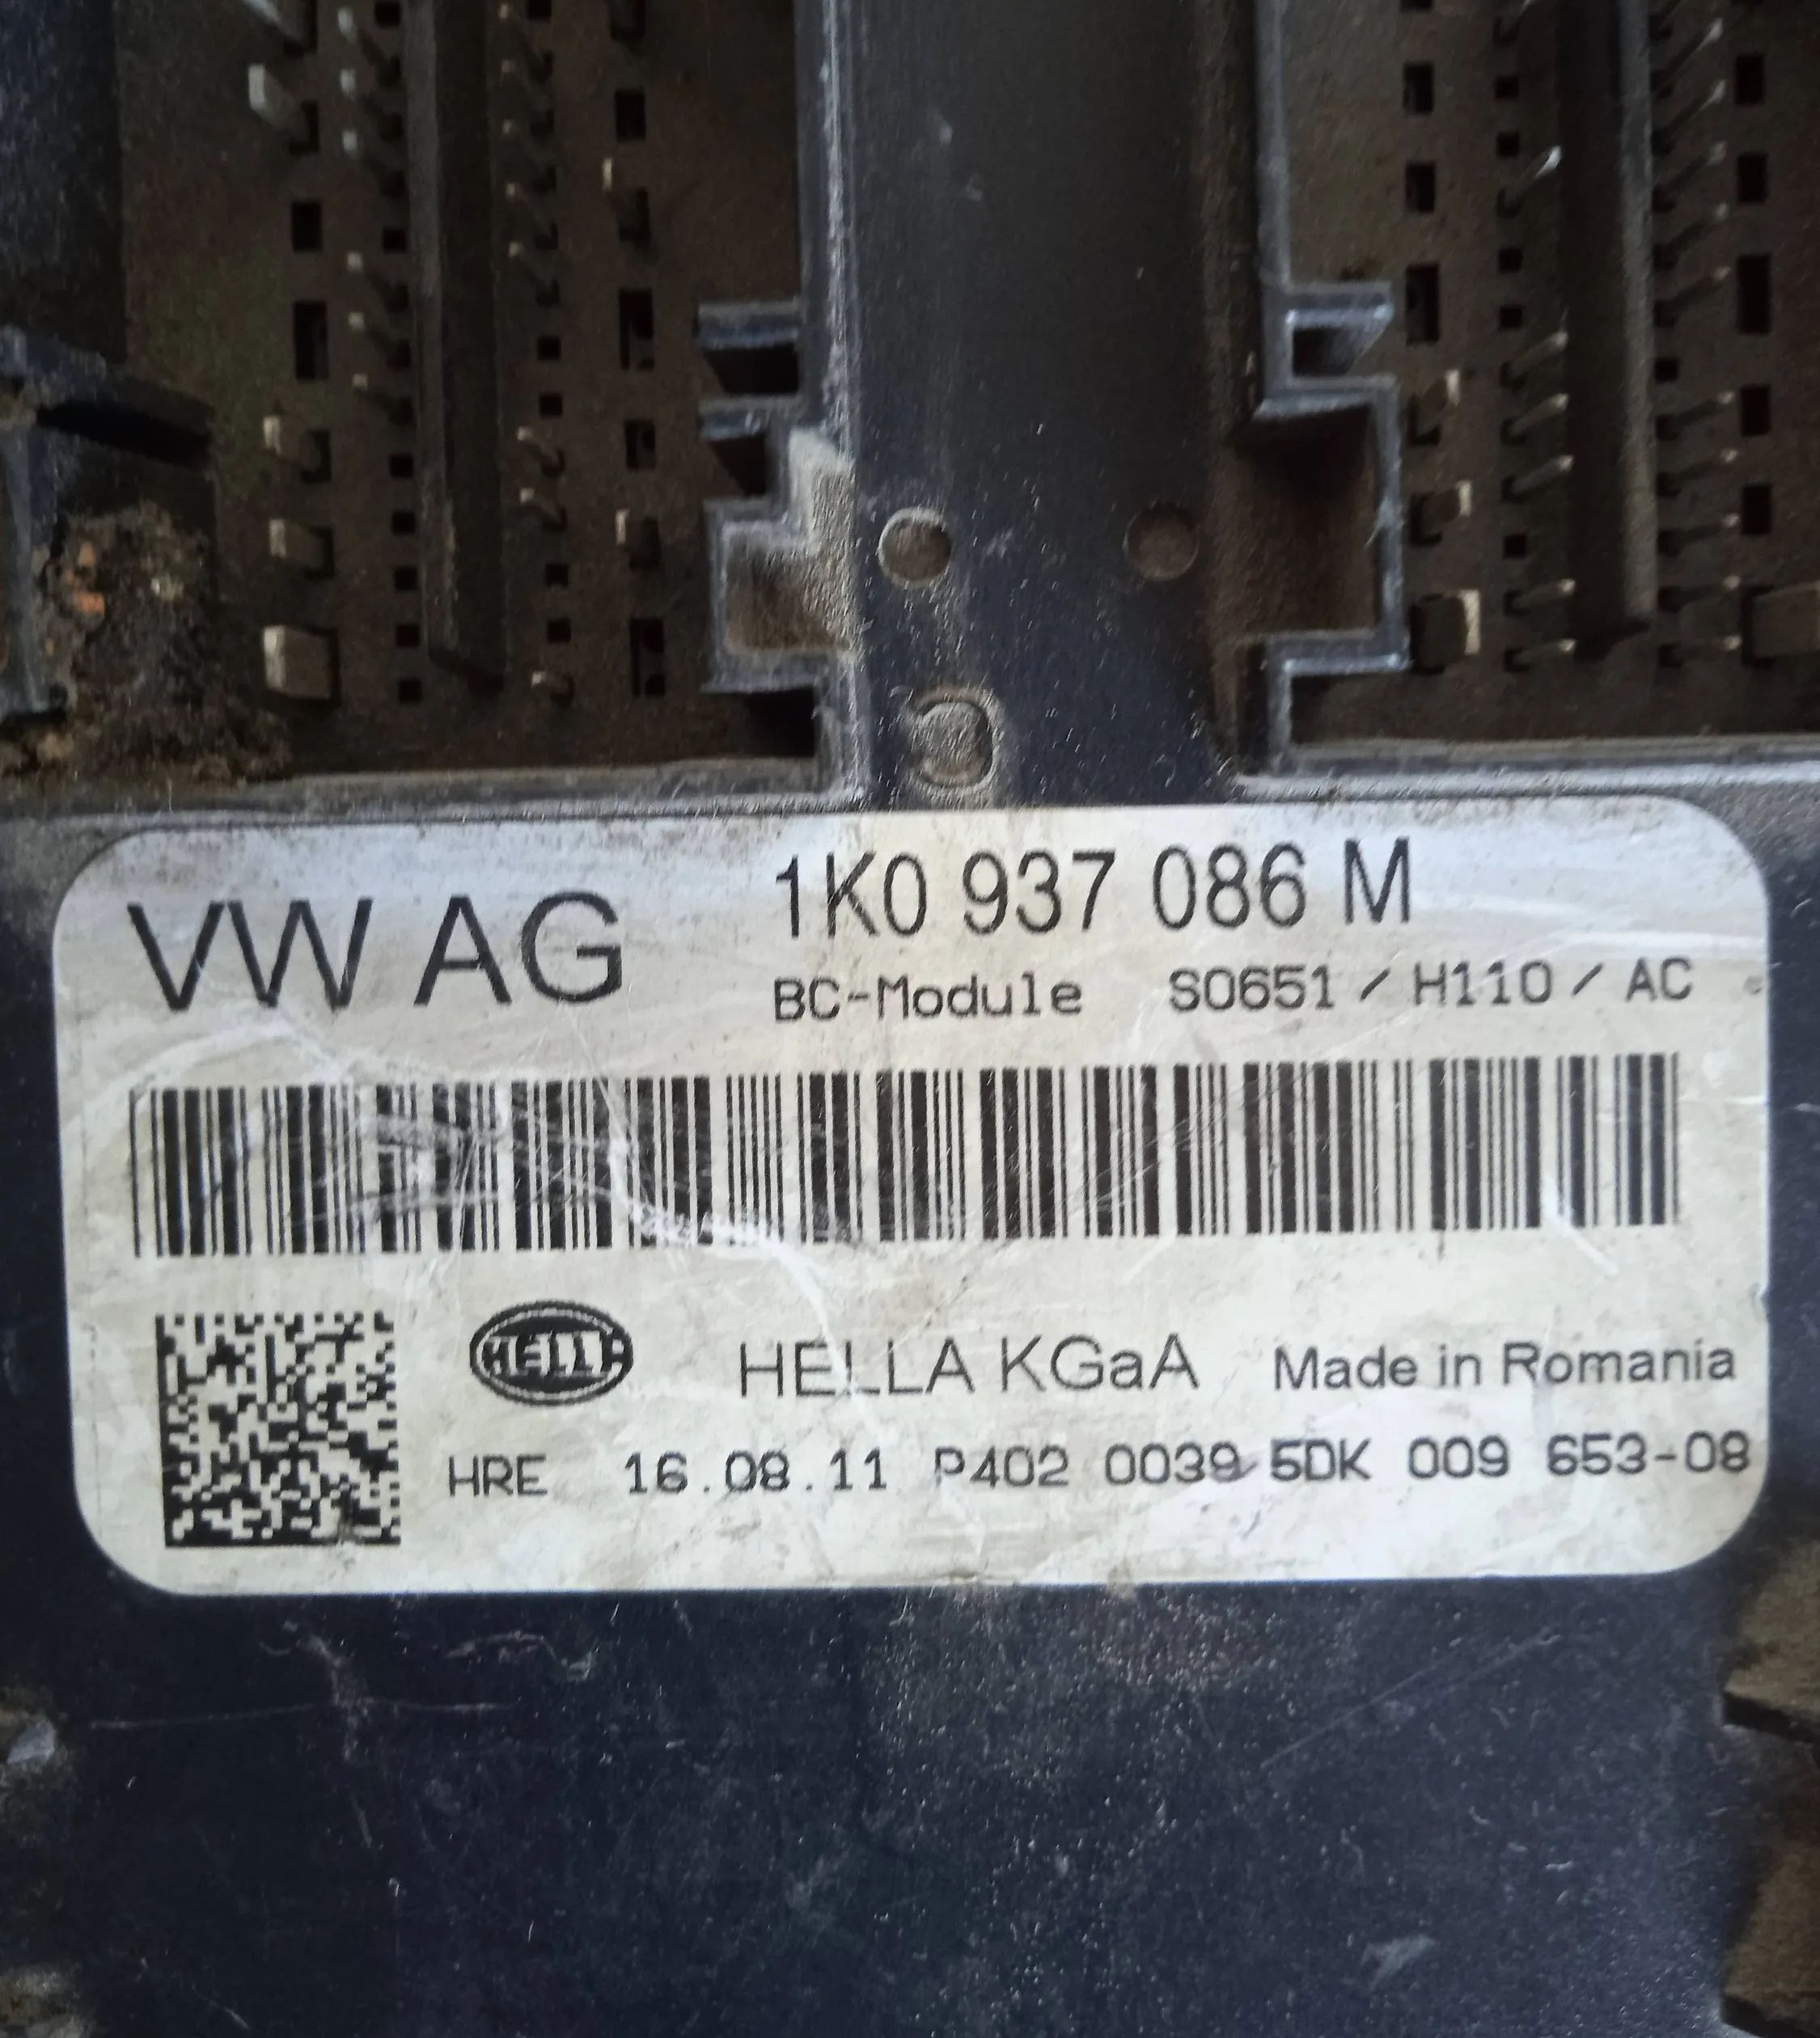 VW AG 1K0 937 086 M
BC-Module S0651 / H110 / AC
HELLA HELLA KGaA Made in Romania
HRE 16.08.11 P402 0039 5DK 009 653-08